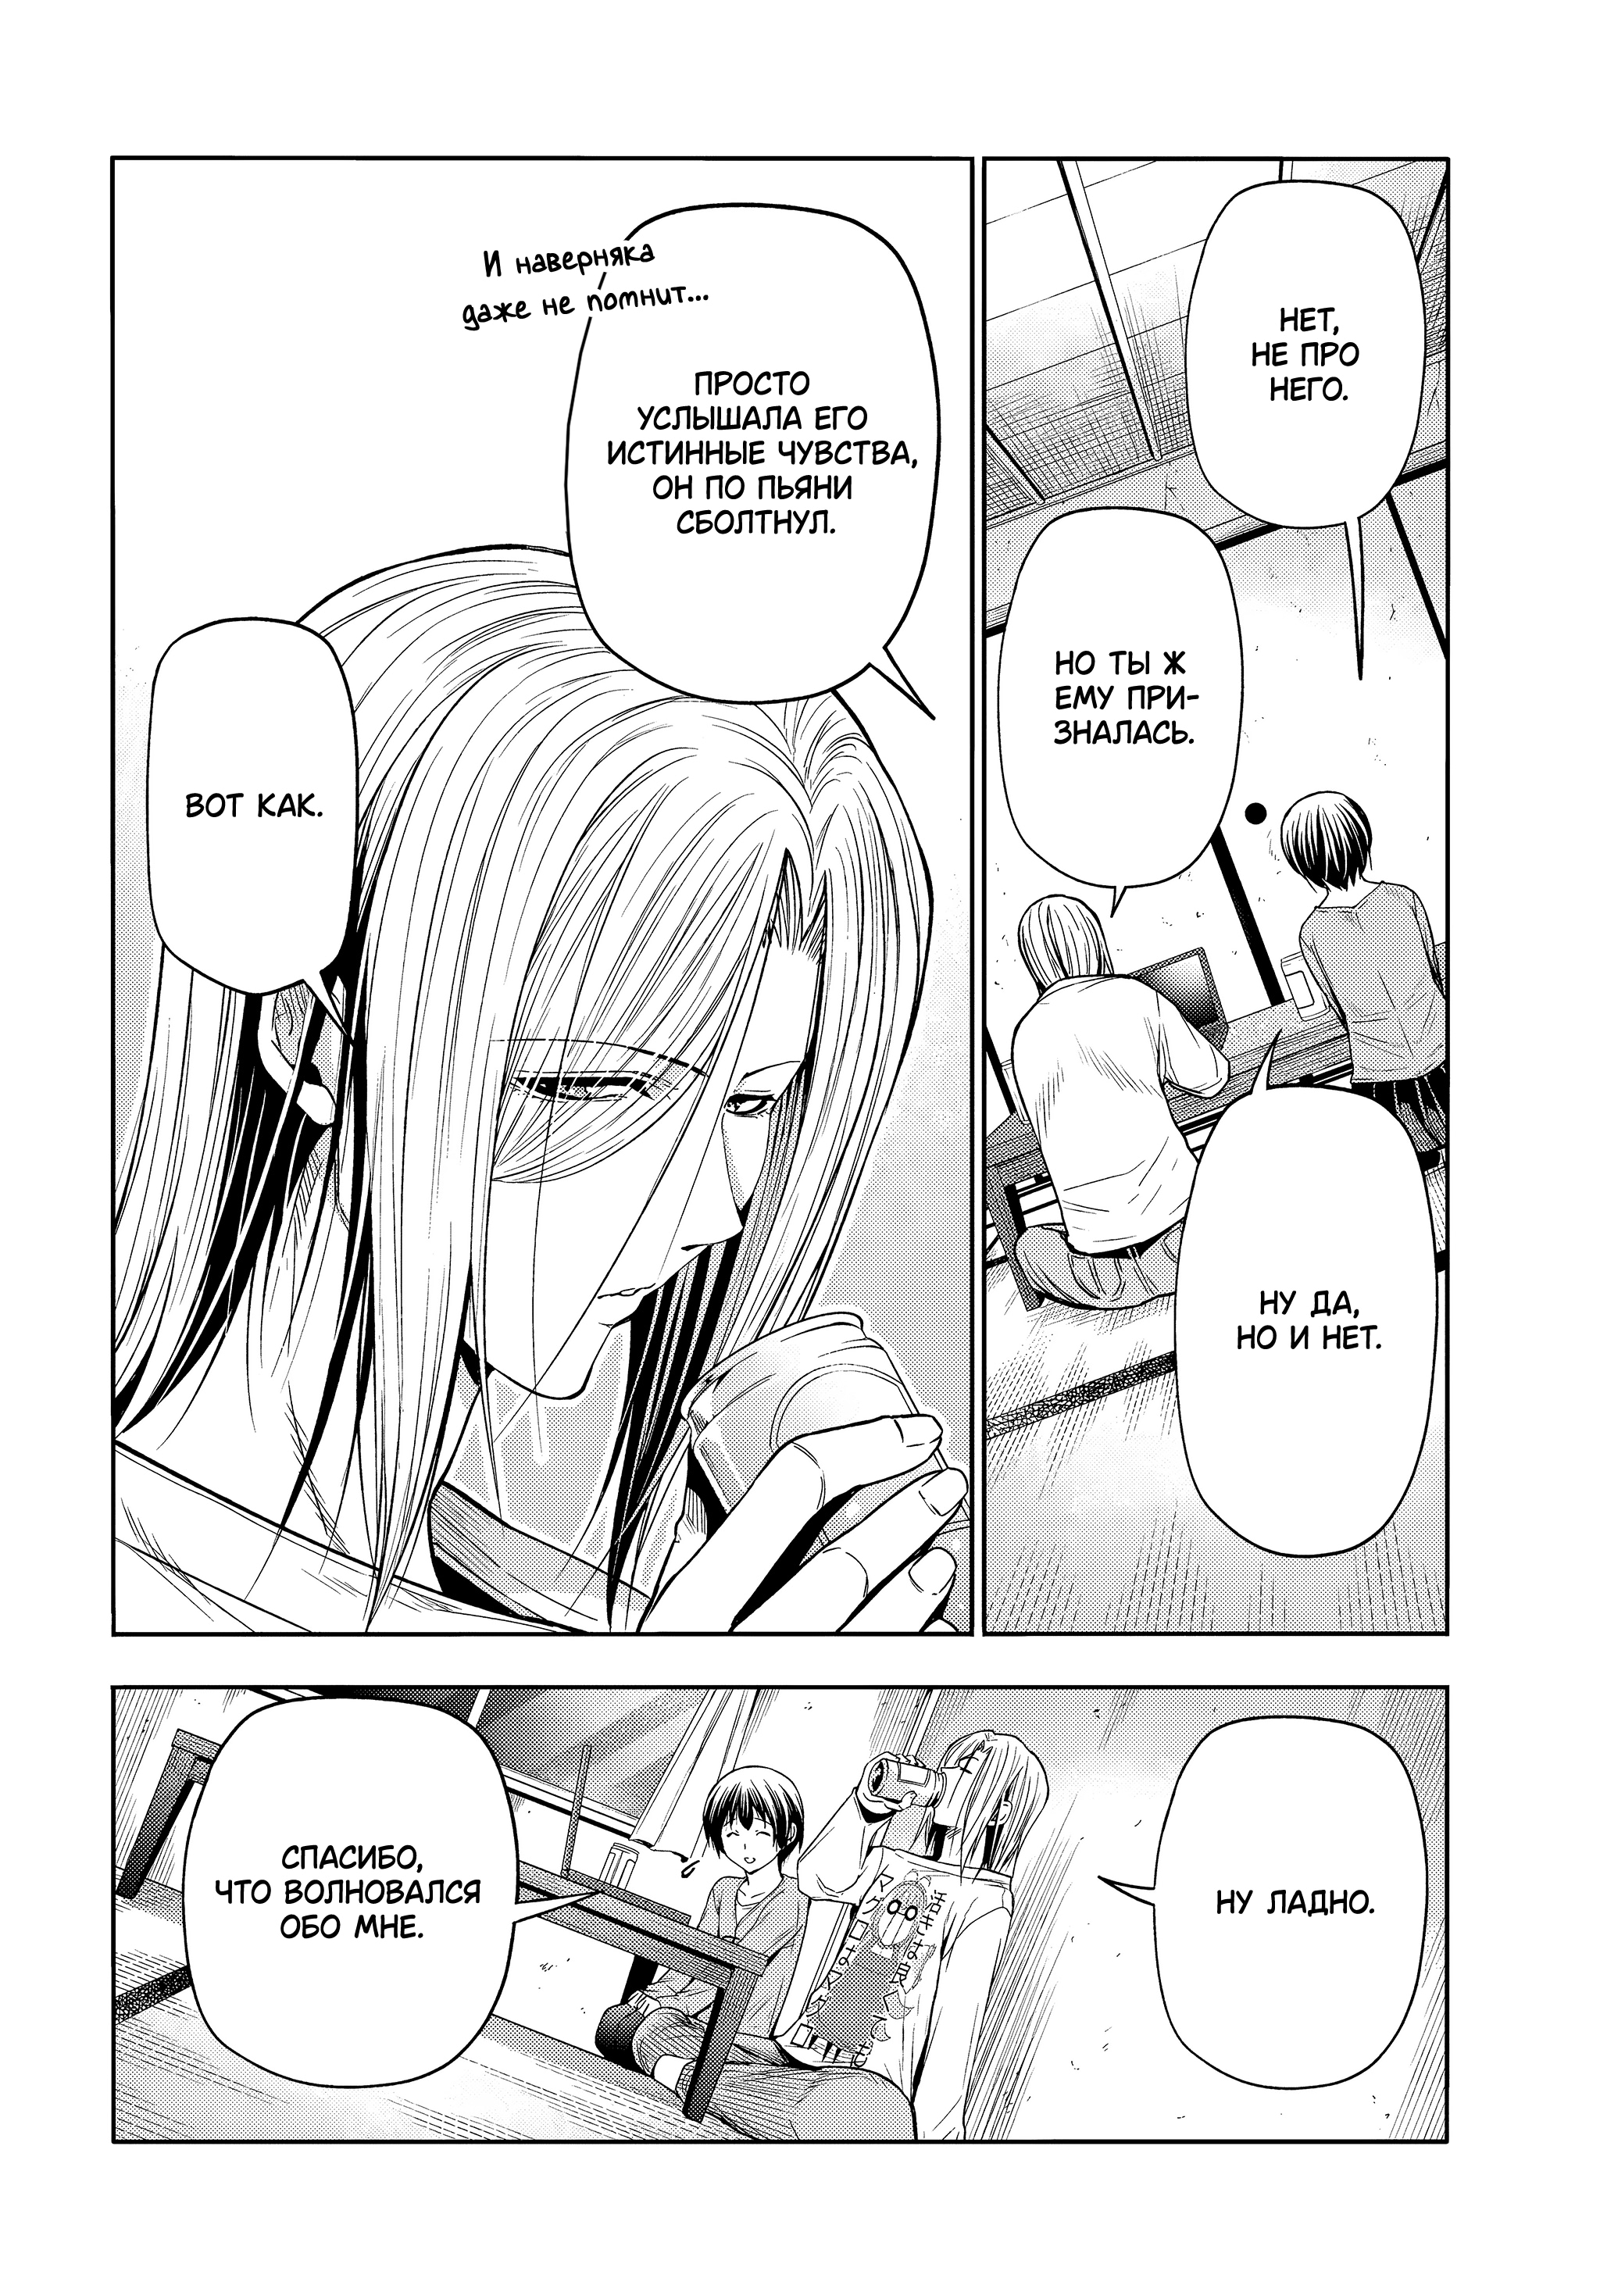 НЕТ,
НЕ ПРО
НЕГО.
НО ТЫ Ж
ЕМУ ПРИ-
ЗНАЛАСЬ.
НУ ДА,
НО И НЕТ.
И наверняка
даже не помнит...
ПРОСТО
УСЛЫШАЛА ЕГО
ИСТИННЫЕ ЧУВСТВА,
ОН ПО ПЬЯНИ
СБОЛТНУЛ.
ВОТ КАК.
НУ ЛАДНО.
СПАСИБО,
ЧТО ВОЛНОВАЛСЯ
ОБО МНЕ.